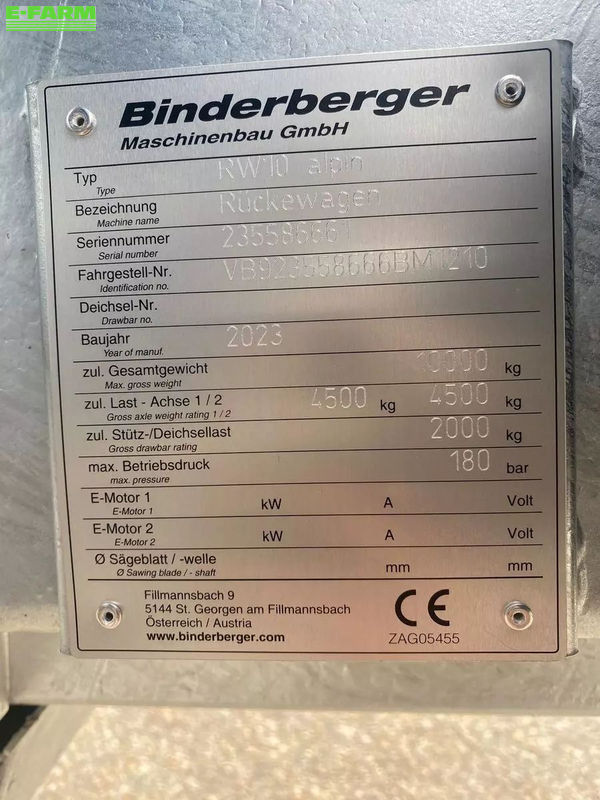 E-FARM
Binderberger
Maschinenbau GmbH
Typ RW10 alpin
Type
Bezeichnung Rückewagen
Machine name
Seriennummer 235586661
Serial number
Fahrgestell-Nr. VB923558666BM1210
Identification no.
Deichsel-Nr.
Drawbar no.
Baujahr 2023
Year of manuf.
zul. Gesamtgewicht 10000 kg
Max. gross weight
zul. Last - Achse 1 / 2 4500 kg 4500 kg
Gross axle weight rating 1 / 2
zul. Stütz-/Deichsellast 2000 kg
Gross drawbar rating
max. Betriebsdruck 180 bar
max. pressure
E-Motor 1 kW A Volt
E-Motor 1
E-Motor 2 kW A Volt
E-Motor 2
Ø Sägeblatt / -welle mm mm
Ø Sawing blade / - shaft
Fillmannsbach 9
5144 St. Georgen am Fillmannsbach
Österreich / Austria
www.binderberger.com
CE
ZAG05455